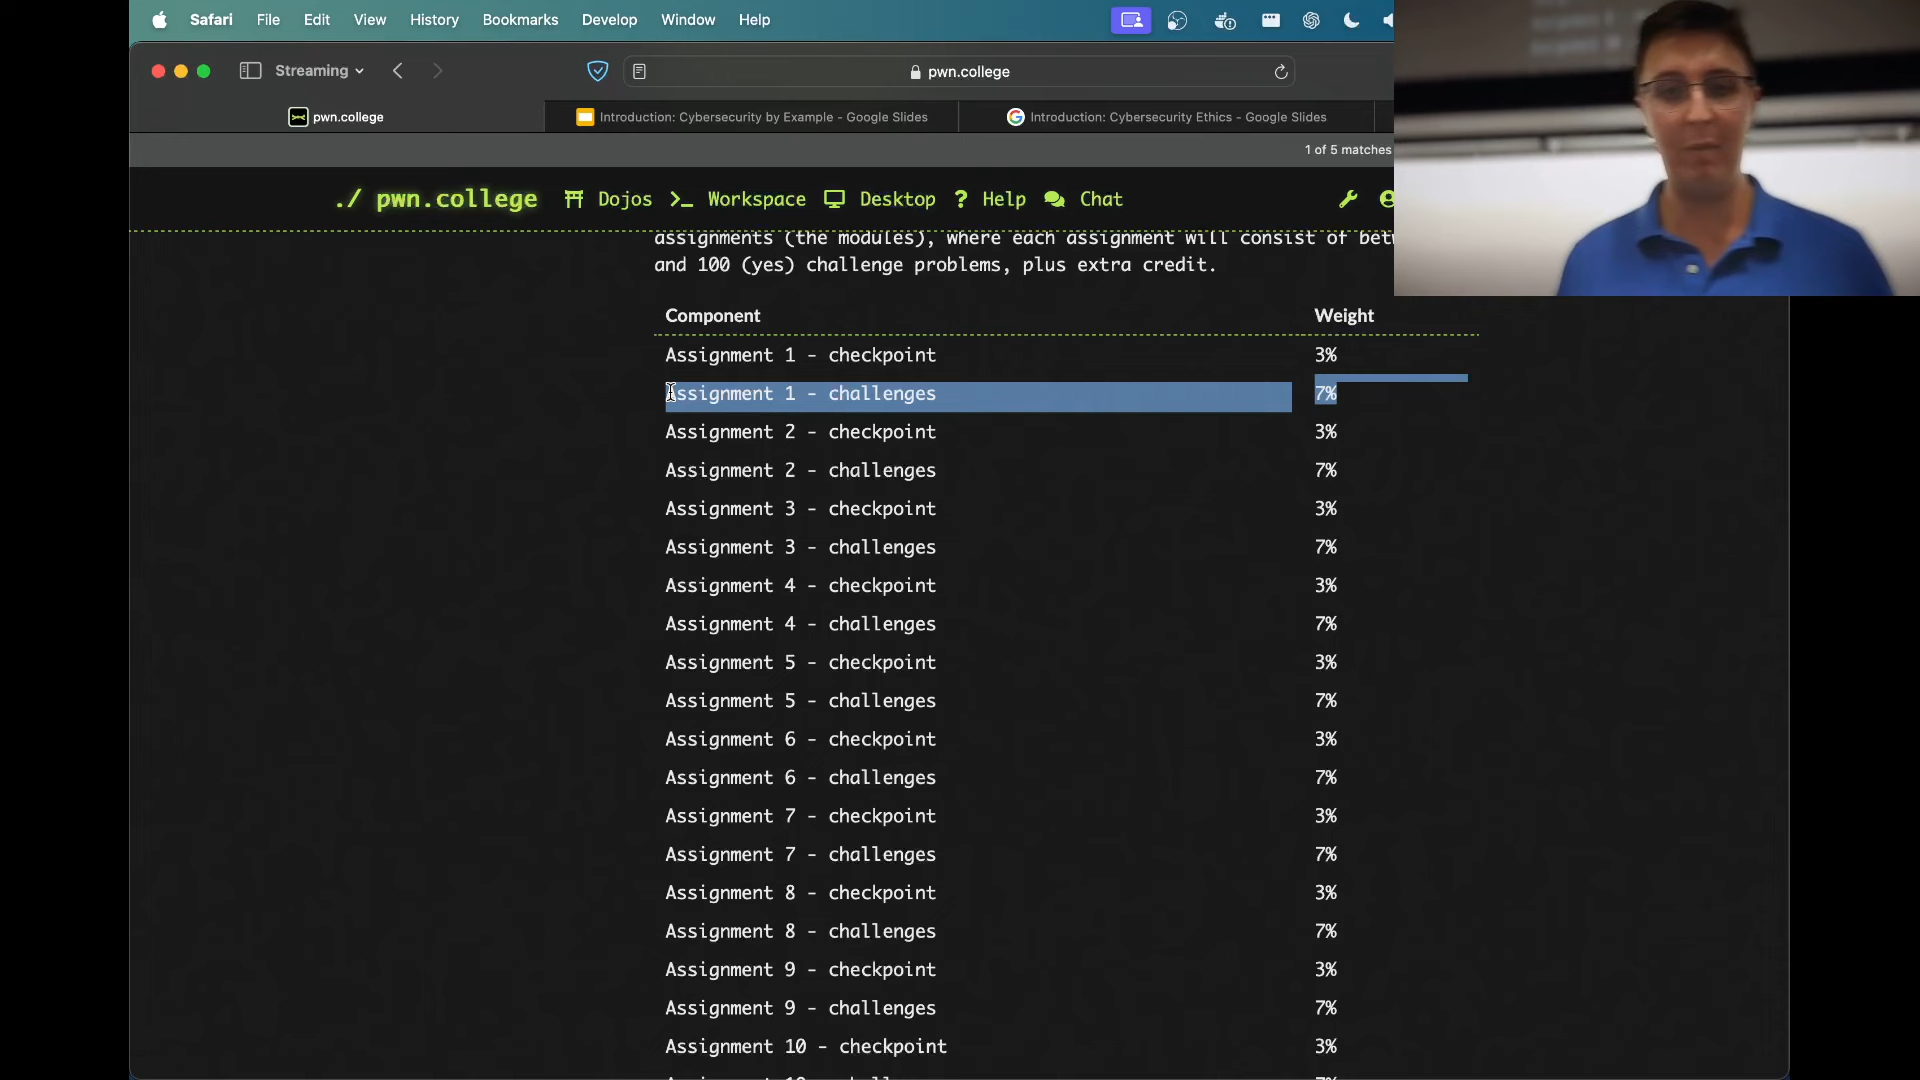 Safari File Edit View History Bookmarks Develop Window Help
Streaming
pwn.college
pwn.college
Introduction: Cybersecurity by Example - Google Slides
Introduction: Cybersecurity Ethics - Google Slides
1 of 5 matches
./ pwn.college Dojos Workspace Desktop ? Help Chat
assignments (the modules), where each assignment will consist of
and 100 (yes) challenge problems, plus extra credit.
Component Weight
Assignment 1 - checkpoint 3%
Assignment 1 - challenges 7%
Assignment 2 - checkpoint 3%
Assignment 2 - challenges 7%
Assignment 3 - checkpoint 3%
Assignment 3 - challenges 7%
Assignment 4 - checkpoint 3%
Assignment 4 - challenges 7%
Assignment 5 - checkpoint 3%
Assignment 5 - challenges 7%
Assignment 6 - checkpoint 3%
Assignment 6 - challenges 7%
Assignment 7 - checkpoint 3%
Assignment 7 - challenges 7%
Assignment 8 - checkpoint 3%
Assignment 8 - challenges 7%
Assignment 9 - checkpoint 3%
Assignment 9 - challenges 7%
Assignment 10 - checkpoint 3%